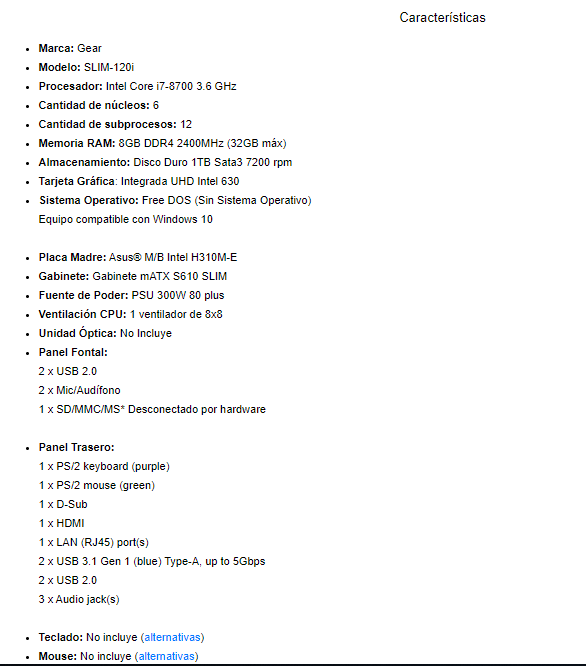 Características
Marca: Gear
Modelo: SLIM-120i
Procesador: Intel Core i7-8700 3.6 GHz
Cantidad de núcleos: 6
Cantidad de subprocesos: 12
Memoria RAM: 8GB DDR4 2400MHz (32GB máx)
Almacenamiento: Disco Duro 1TB Sata3 7200 rpm
Tarjeta Gráfica: Integrada UHD Intel 630
Sistema Operativo: Free DOS (Sin Sistema Operativo)
Equipo compatible con Windows 10
Placa Madre: Asus® M/B Intel H310M-E
Gabinete: Gabinete mATX S610 SLIM
Fuente de Poder: PSU 300W 80 plus
Ventilación CPU: 1 ventilador de 8x8
Unidad Óptica: No Incluye
Panel Fontal:
2 x USB 2.0
2 x Mic/Audífono
1 x SD/MMC/MS* Desconectado por hardware
Panel Trasero:
1 x PS/2 keyboard (purple)
1 x PS/2 mouse (green)
1 x D-Sub
1 x HDMI
1 x LAN (RJ45) port(s)
2 x USB 3.1 Gen 1 (blue) Type-A, up to 5Gbps
2 x USB 2.0
3 x Audio jack(s)
Teclado: No incluye (alternativas)
Mouse: No incluye (alternativas)